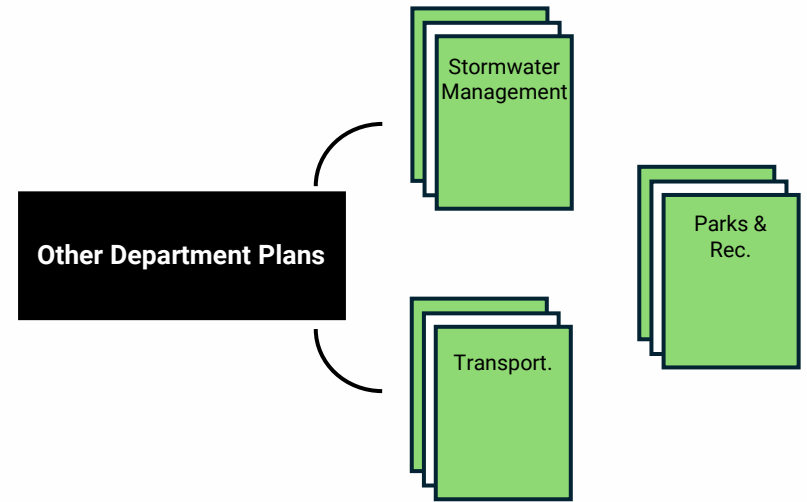 Stormwater
Management
Other Department Plans
Parks &
Rec.
Transport.